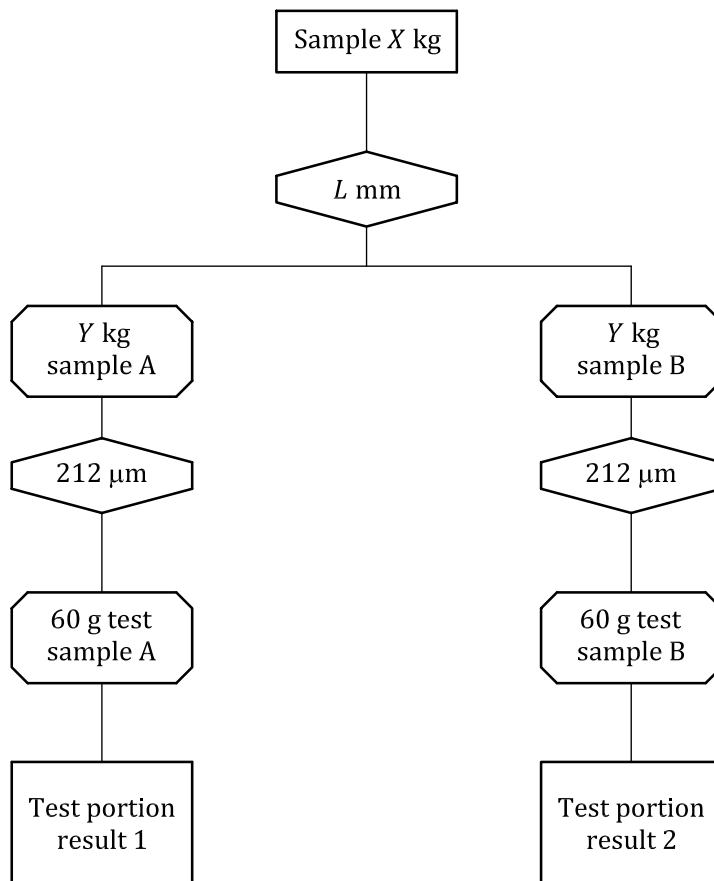 Sample X kg
L mm
Y kg
sample A
Y kg
sample B
212 μm
212 μm
60 g test
sample A
60 g test
sample B
Test portion
result 1
Test portion
result 2